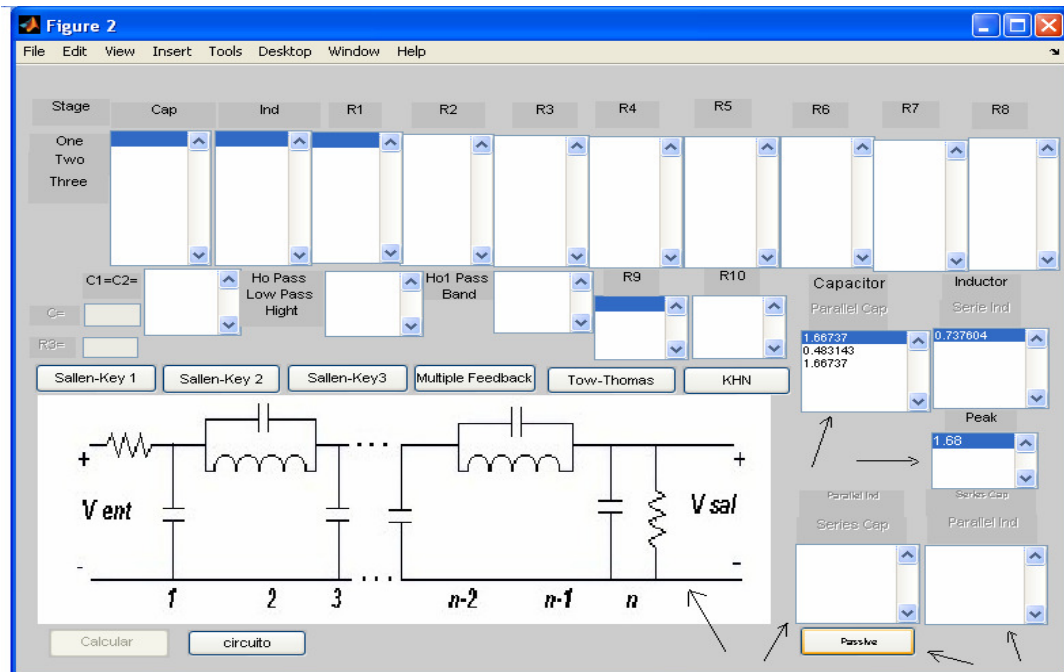 Figure 2
File Edit View Insert Tools Desktop Window Help
Stage Cap Ind R1 R2 R3 R4 R5 R6 R7 R8
One
Two
Three
C1=C2=
Ho Pass
Low Pass
Hight
Ho1 Pass
Band
R9
R10
Capacitor
Inductor
Parallel Cap
Serie Ind
C=
R3=
1.66737
0.483143
1.66737
0.737604
Sallen-Key 1
Sallen-Key 2
Sallen-Key3
Multiple Feedback
Tow-Thomas
KHN
Peak
1.68
+
+
V ent
V sal
-
-
1 2 3 n-2 n-1 n
Parallel Ind
Series Cap
Series Cap
Parallel Ind
Calcular
circuito
Passive